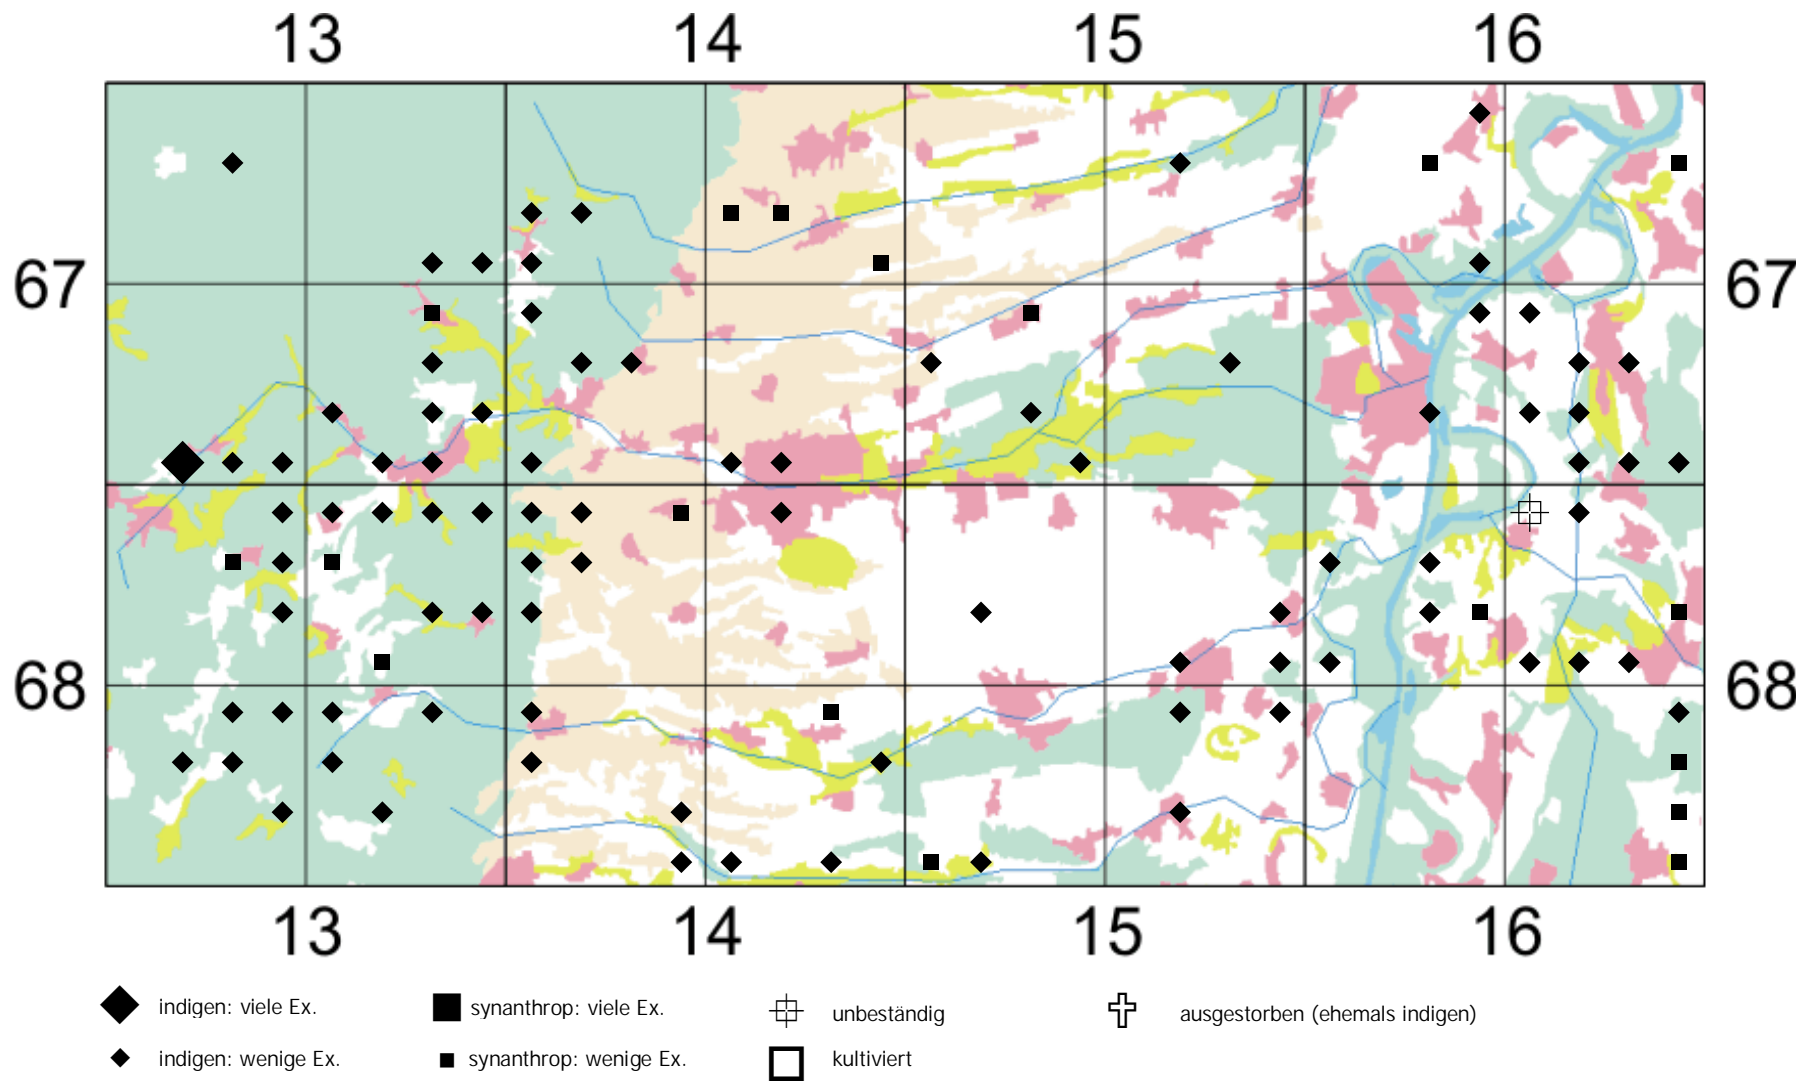 13 14 15 16
67 67
68 68
13 14 15 16
indigen: viele Ex. synanthrop: viele Ex. unbeständig ausgestorben (ehemals indigen)
indigen: wenige Ex. synanthrop: wenige Ex. kultiviert